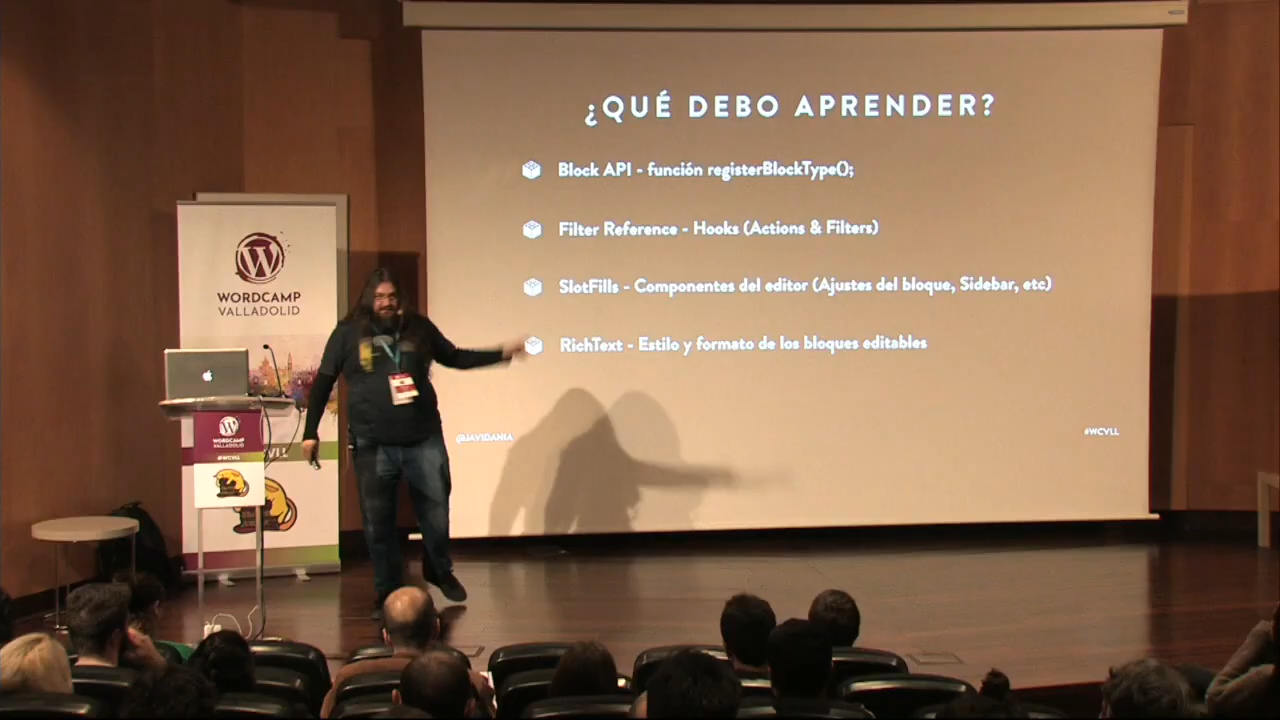 ¿QUÉ DEBO APRENDER?
Block API - función registerBlockType();
Filter Reference - Hooks (Actions & Filters)
SlotFills - Componentes del editor (Ajustes del bloque, Sidebar, etc)
RichText - Estilo y formato de los bloques editables
@JAVIDANIA
#WCVLL
WORDCAMP
VALLADOLID
WORDCAMP
VALLADOLID
#WCVLL
VLL